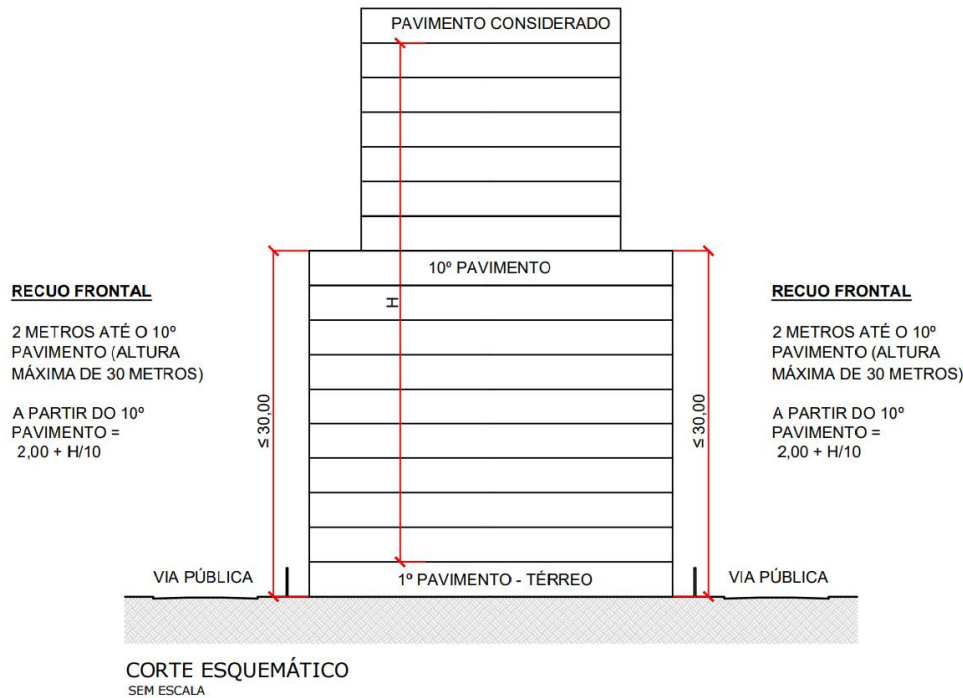 PAVIMENTO CONSIDERADO
10º PAVIMENTO
H
RECUO FRONTAL
2 METROS ATÉ O 10º
PAVIMENTO (ALTURA
MÁXIMA DE 30 METROS)
A PARTIR DO 10º
PAVIMENTO =
2,00 + H/10
≤ 30,00
≤ 30,00
RECUO FRONTAL
2 METROS ATÉ O 10º
PAVIMENTO (ALTURA
MÁXIMA DE 30 METROS)
A PARTIR DO 10º
PAVIMENTO =
2,00 + H/10
VIA PÚBLICA
1º PAVIMENTO - TÉRREO
VIA PÚBLICA
CORTE ESQUEMÁTICO
SEM ESCALA